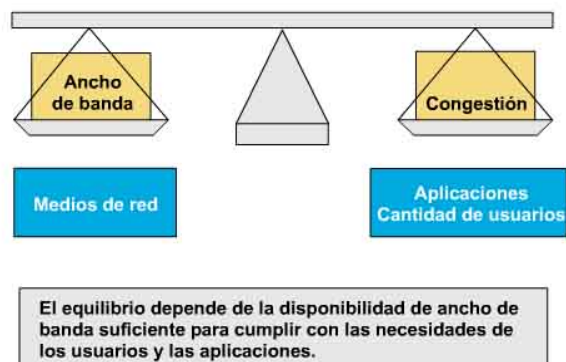 Ancho
de banda
Congestión
Medios de red
Aplicaciones
Cantidad de usuarios
El equilibrio depende de la disponibilidad de ancho de
banda suficiente para cumplir con las necesidades de
los usuarios y las aplicaciones.